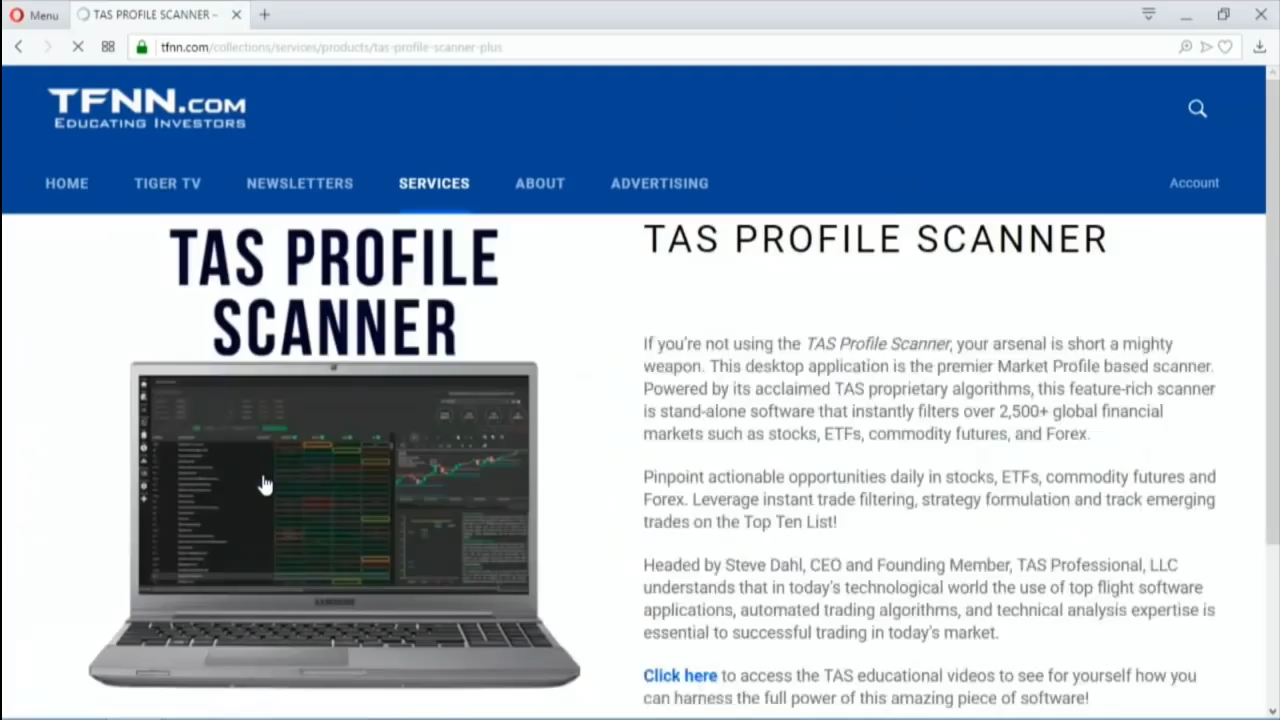 Menu
TAS PROFILE SCANNER –
tfnn.com/collections/services/products/tas-profile-scanner-plus
TFNN.COM
EDUCATING INVESTORS
HOME
TIGER TV
NEWSLETTERS
SERVICES
ABOUT
ADVERTISING
Account
TAS PROFILE
SCANNER
SAMSUNG
TAS PROFILE SCANNER
If you're not using the TAS Profile Scanner, your arsenal is short a mighty
weapon. This desktop application is the premier Market Profile based scanner.
Powered by its acclaimed TAS proprietary algorithms, this feature-rich scanner
is stand-alone software that instantly filters over 2,500+ global financial
markets such as stocks, ETFs, commodity futures, and Forex.
Pinpoint actionable opportunities daily in stocks, ETFs, commodity futures and
Forex. Leverage instant trade filtering, strategy formulation and track emerging
trades on the Top Ten List!
Headed by Steve Dahl, CEO and Founding Member, TAS Professional, LLC
understands that in today's technological world the use of top flight software
applications, automated trading algorithms, and technical analysis expertise is
essential to successful trading in today's market.
Click here to access the TAS educational videos to see for yourself how you
can harness the full power of this amazing piece of software!